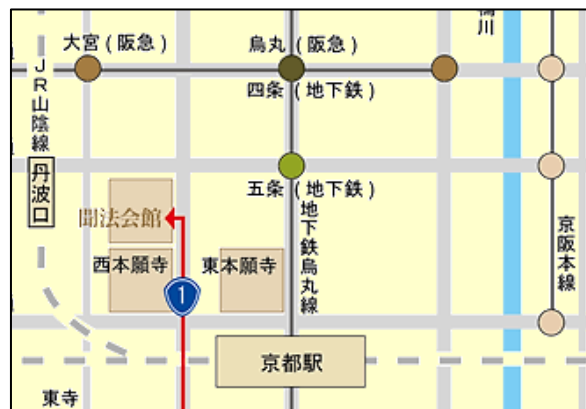 大宮(阪急)
烏丸(阪急)
鴨川
四条(地下鉄)
JR山陰線
丹波口
五条(地下鉄)
地下鉄烏丸線
聞法会館
京阪本線
西本願寺
東本願寺
1
京都駅
東寺